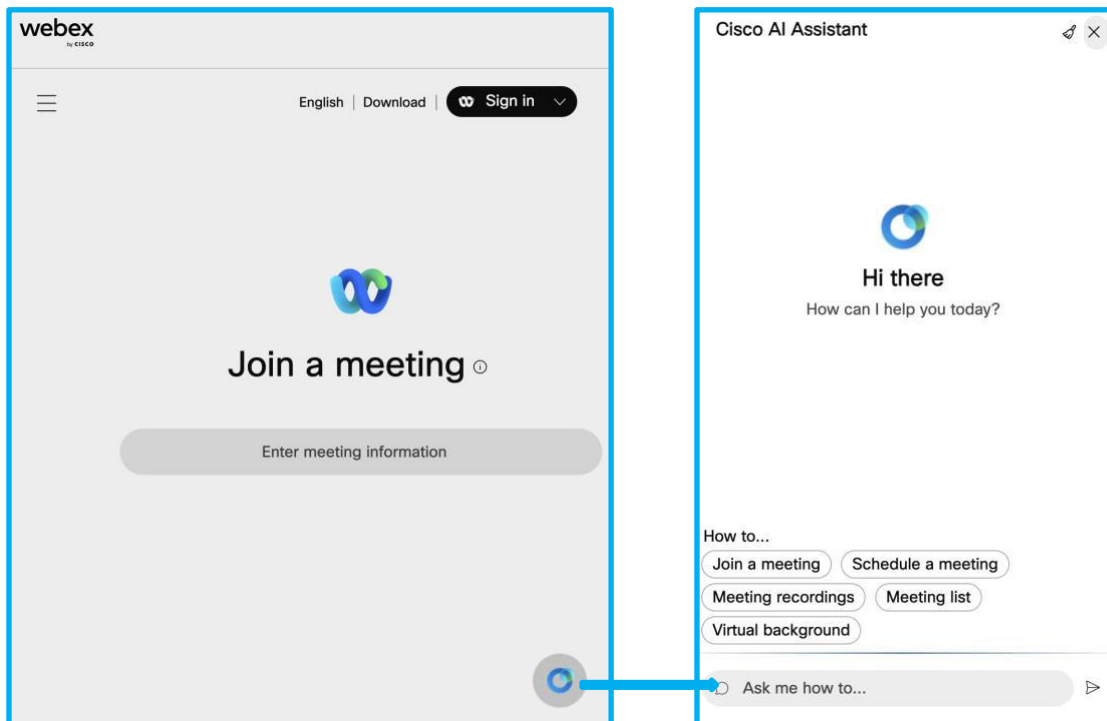 webex
by CISCO
English | Download | Sign in
Join a meeting
Enter meeting information
Cisco AI Assistant
Hi there
How can I help you today?
How to...
Join a meeting Schedule a meeting
Meeting recordings Meeting list
Virtual background
Ask me how to...